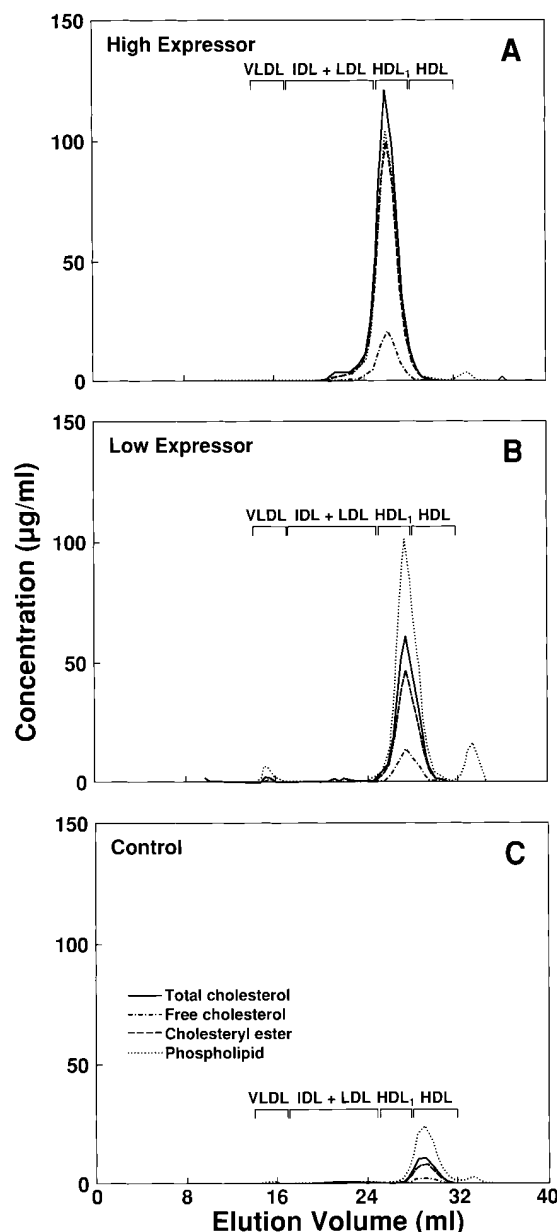 High Expressor
A
VLDL IDL + LDL HDL₁ HDL
150
100
50
0
Low Expressor
B
VLDL IDL + LDL HDL₁ HDL
150
100
50
0
Concentration (µg/ml)
Control
C
150
100
50
0
Total cholesterol
Free cholesterol
Cholesteryl ester
Phospholipid
VLDL IDL + LDL HDL₁ HDL
0 8 16 24 32 40
Elution Volume (ml)